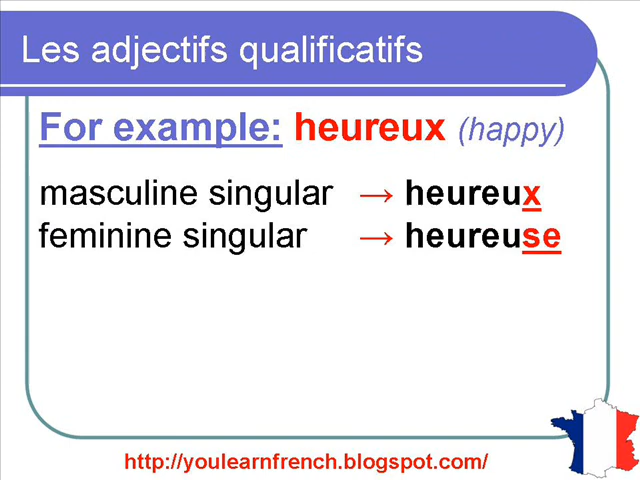 Les adjectifs qualificatifs
For example: heureux (happy)
masculine singular → heureux
feminine singular → heureuse
http://youlearnfrench.blogspot.com/